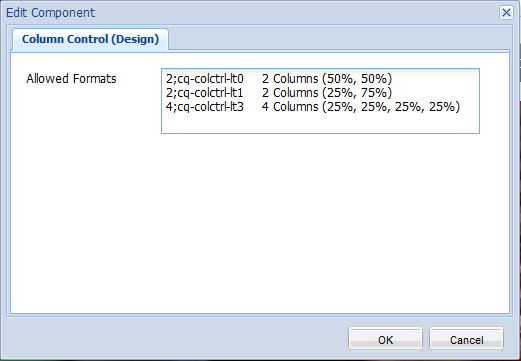 Edit Component
Column Control (Design)
Allowed Formats
2;cq-colctrl-lt0 2 Columns (50%, 50%)
2;cq-colctrl-lt1 2 Columns (25%, 75%)
4;cq-colctrl-lt3 4 Columns (25%, 25%, 25%, 25%)
OK Cancel